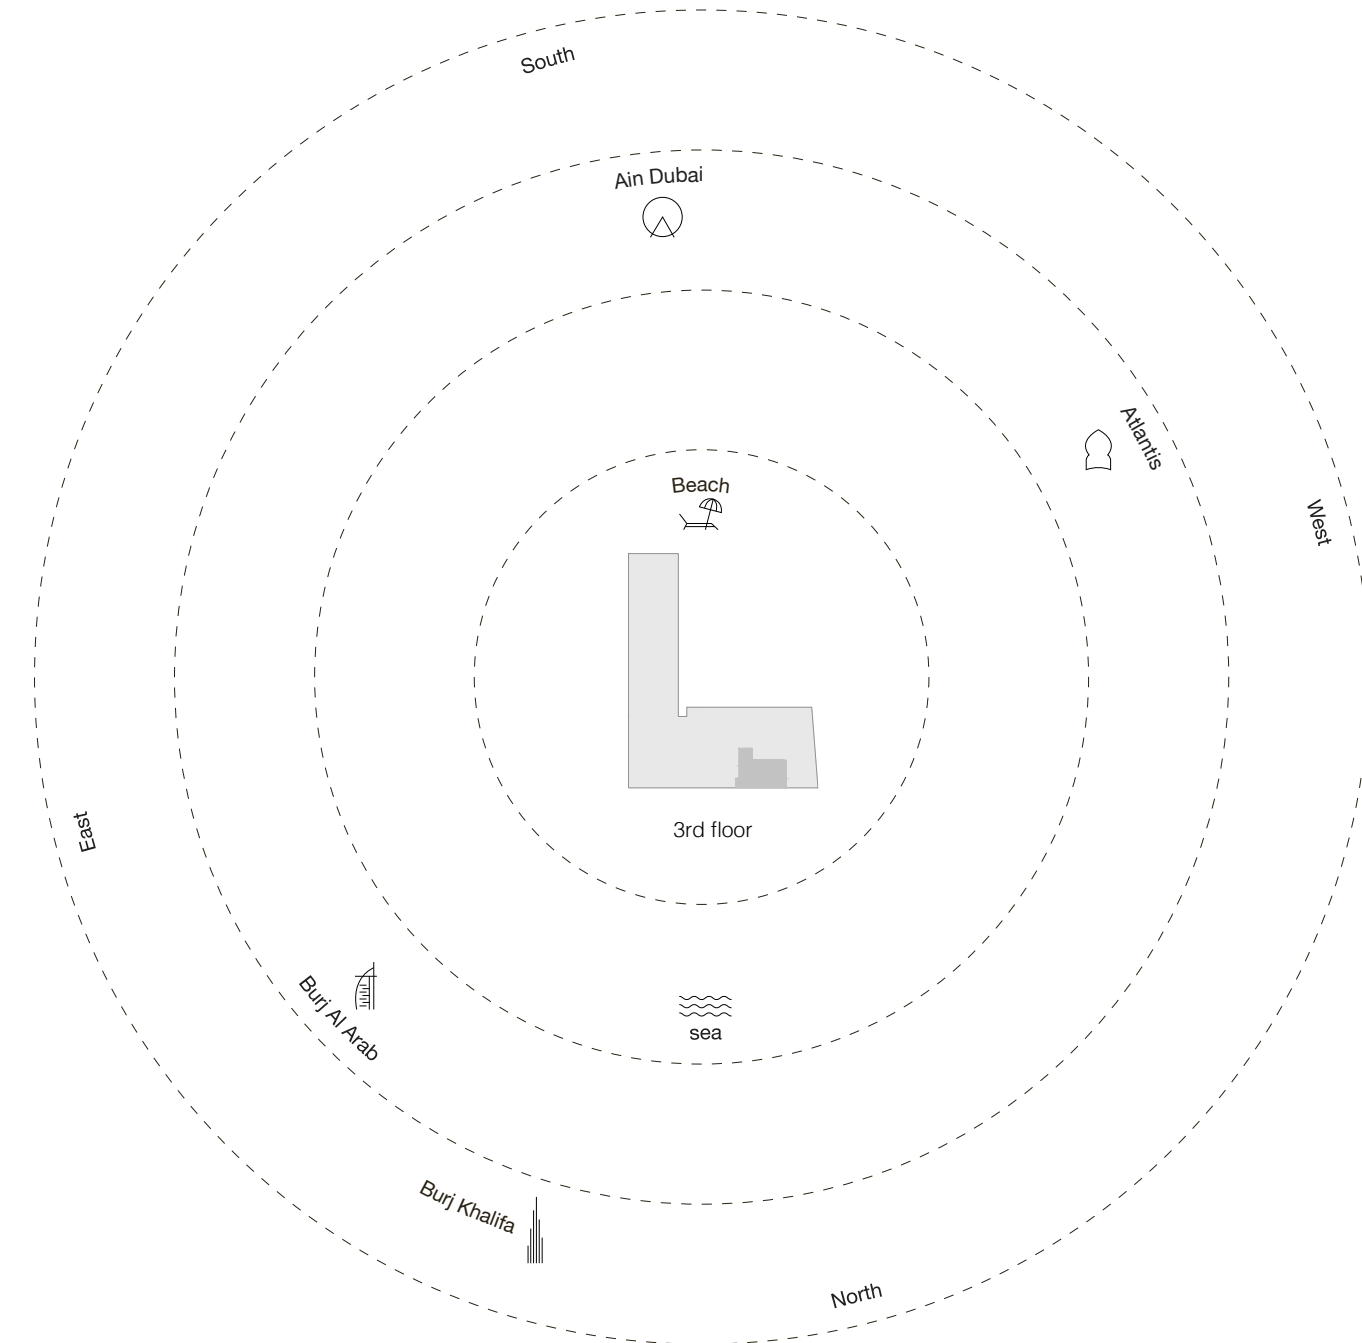 South
Ain Dubai
Atlantis
Beach
West
3rd floor
East
Burj Al Arab
sea
Burj Khalifa
North